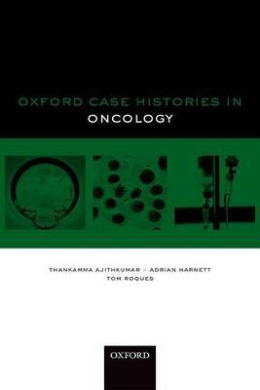 OXFORD CASE HISTORIES IN
ONCOLOGY
THANKAMMA AJITHKUMAR – ADRIAN HARNETT
TOM ROQUES
OXFORD